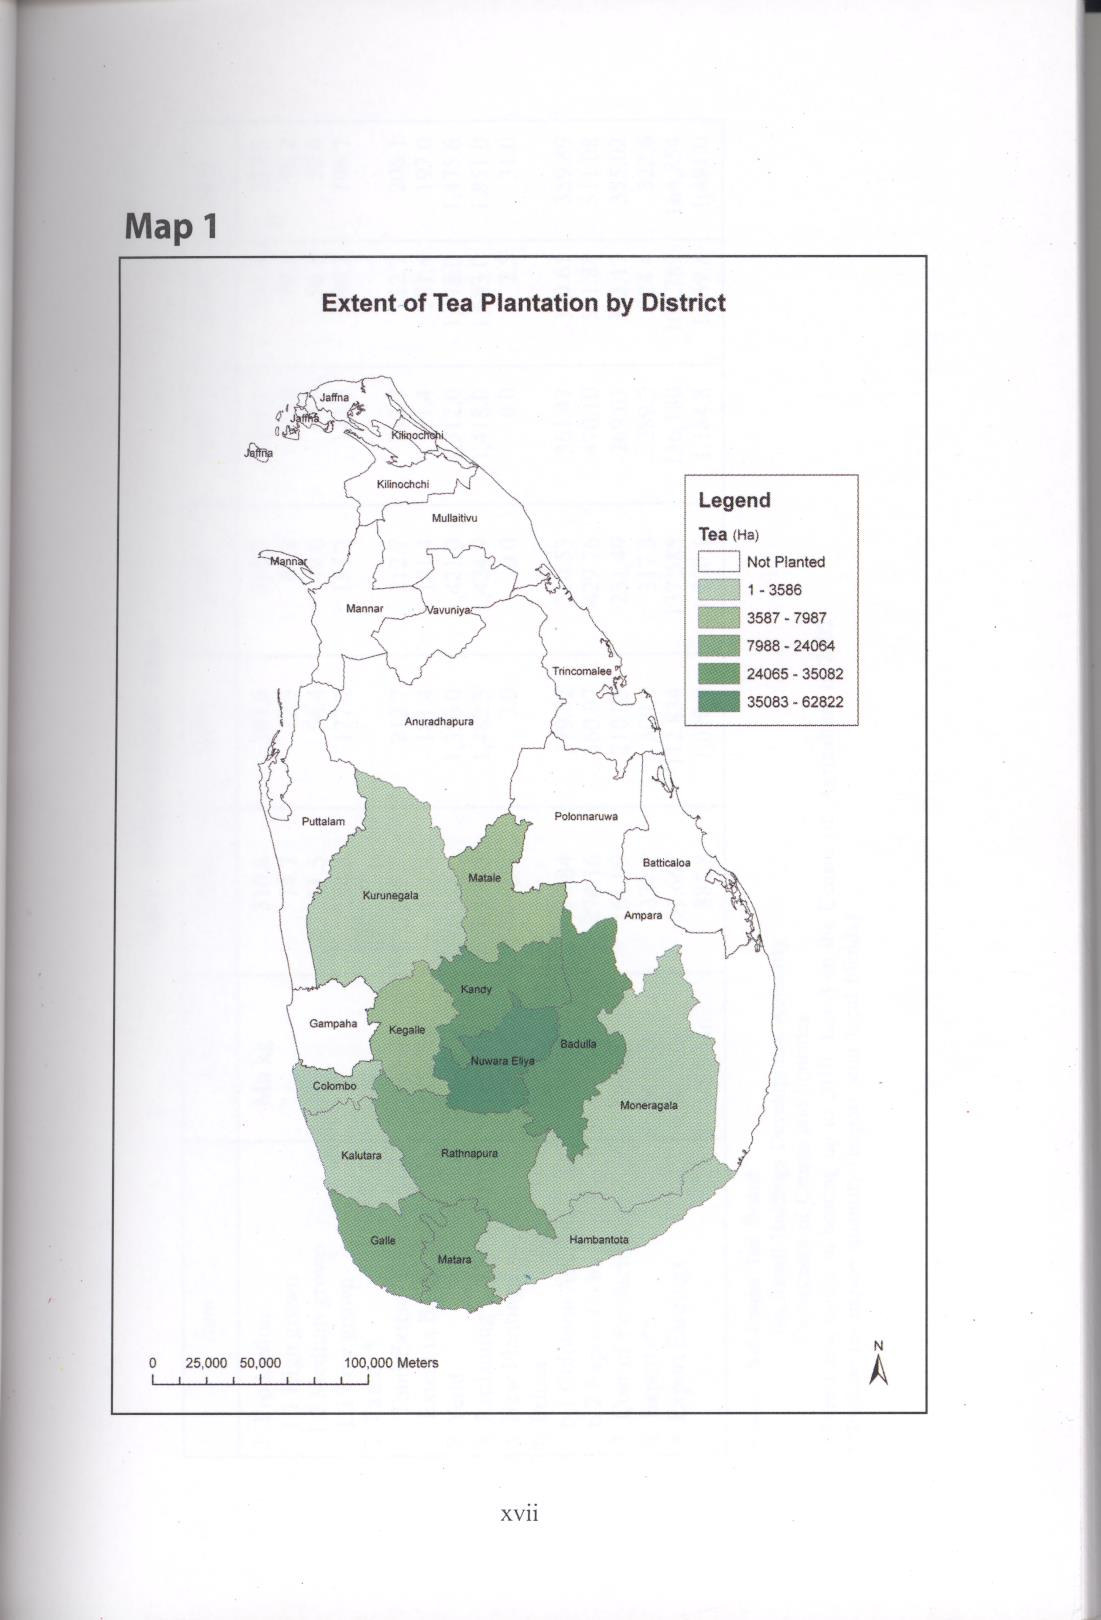 Map 1
Extent of Tea Plantation by District
Jaffna
Jaffna
Kilinochchi
Jaffna
Kilinochchi
Mullaitivu
Mannar
Mannar
Vavuniya
Trincomalee
Anuradhapura
Puttalam
Polonnaruwa
Batticaloa
Matale
Kurunegala
Ampara
Kandy
Gampaha
Kegalle
Badulla
Nuwara Eliya
Colombo
Moneragala
Kalutara
Rathnapura
Galle
Hambantota
Matara
Legend
Tea (Ha)
Not Planted
1 - 3586
3587 - 7987
7988 - 24064
24065 - 35082
35083 - 62822
0 25,000 50,000 100,000 Meters
N
xvii